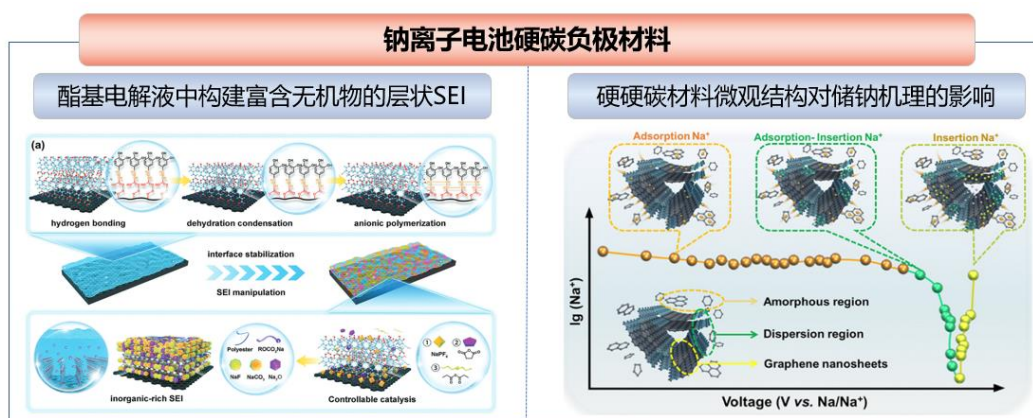 钠离子电池硬碳负极材料
酯基电解液中构建富含无机物的层状SEI
(a)
hydrogen bonding
dehydration condensation
anionic polymerization
interface stabilization
SEI manipulation
Polyester ROCO₂Na
NaF NaCO₃ Na₂O
inorganic-rich SEI
① ②
NaPF₆
③
Controllable catalysis
硬硬碳材料微观结构对储钠机理的影响
Adsorption Na⁺
Adsorption- Insertion Na⁺
Insertion Na⁺
lg (Na⁺)
Amorphous region
Dispersion region
Graphene nanosheets
Voltage (V vs. Na/Na⁺)